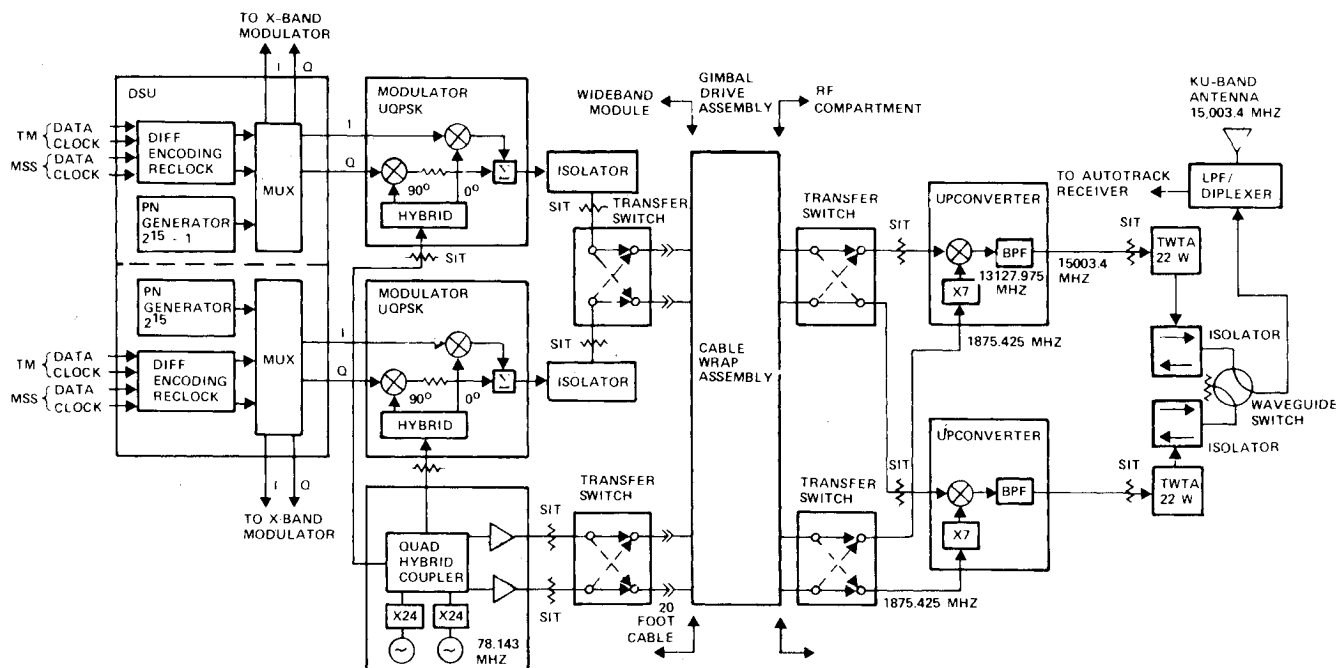 TO X-BAND
MODULATOR
I Q
DSU
TM { DATA
CLOCK
MSS { DATA
CLOCK
DIFF
ENCODING
RECLOCK
PN
GENERATOR
2¹⁵ - 1
MUX
I
Q
MODULATOR
UQPSK
90° 0°
Σ
HYBRID
SIT
ISOLATOR
SIT
TRANSFER
SWITCH
SIT
ISOLATOR
PN
GENERATOR
2¹⁵
MUX
TM { DATA
CLOCK
MSS { DATA
CLOCK
DIFF
ENCODING
RECLOCK
I
Q
MODULATOR
UQPSK
90° 0°
Σ
HYBRID
I Q
TO X-BAND
MODULATOR
QUAD
HYBRID
COUPLER
X24 X24
78.143
MHZ
SIT
SIT
TRANSFER
SWITCH
20
FOOT
CABLE
WIDEBAND
MODULE
GIMBAL
DRIVE
ASSEMBLY
RF
COMPARTMENT
CABLE
WRAP
ASSEMBLY
TRANSFER
SWITCH
SIT
UPCONVERTER
BPF
13127.975
MHZ
X7
1875.425 MHZ
15003.4
MHZ
SIT
TWTA
22 W
KU-BAND
ANTENNA
15,003.4 MHZ
TO AUTOTRACK
RECEIVER
LPF/
DIPLEXER
ISOLATOR
WAVEGUIDE
SWITCH
ISOLATOR
TRANSFER
SWITCH
SIT
UPCONVERTER
BPF
X7
1875.425 MHZ
SIT
TWTA
22 W